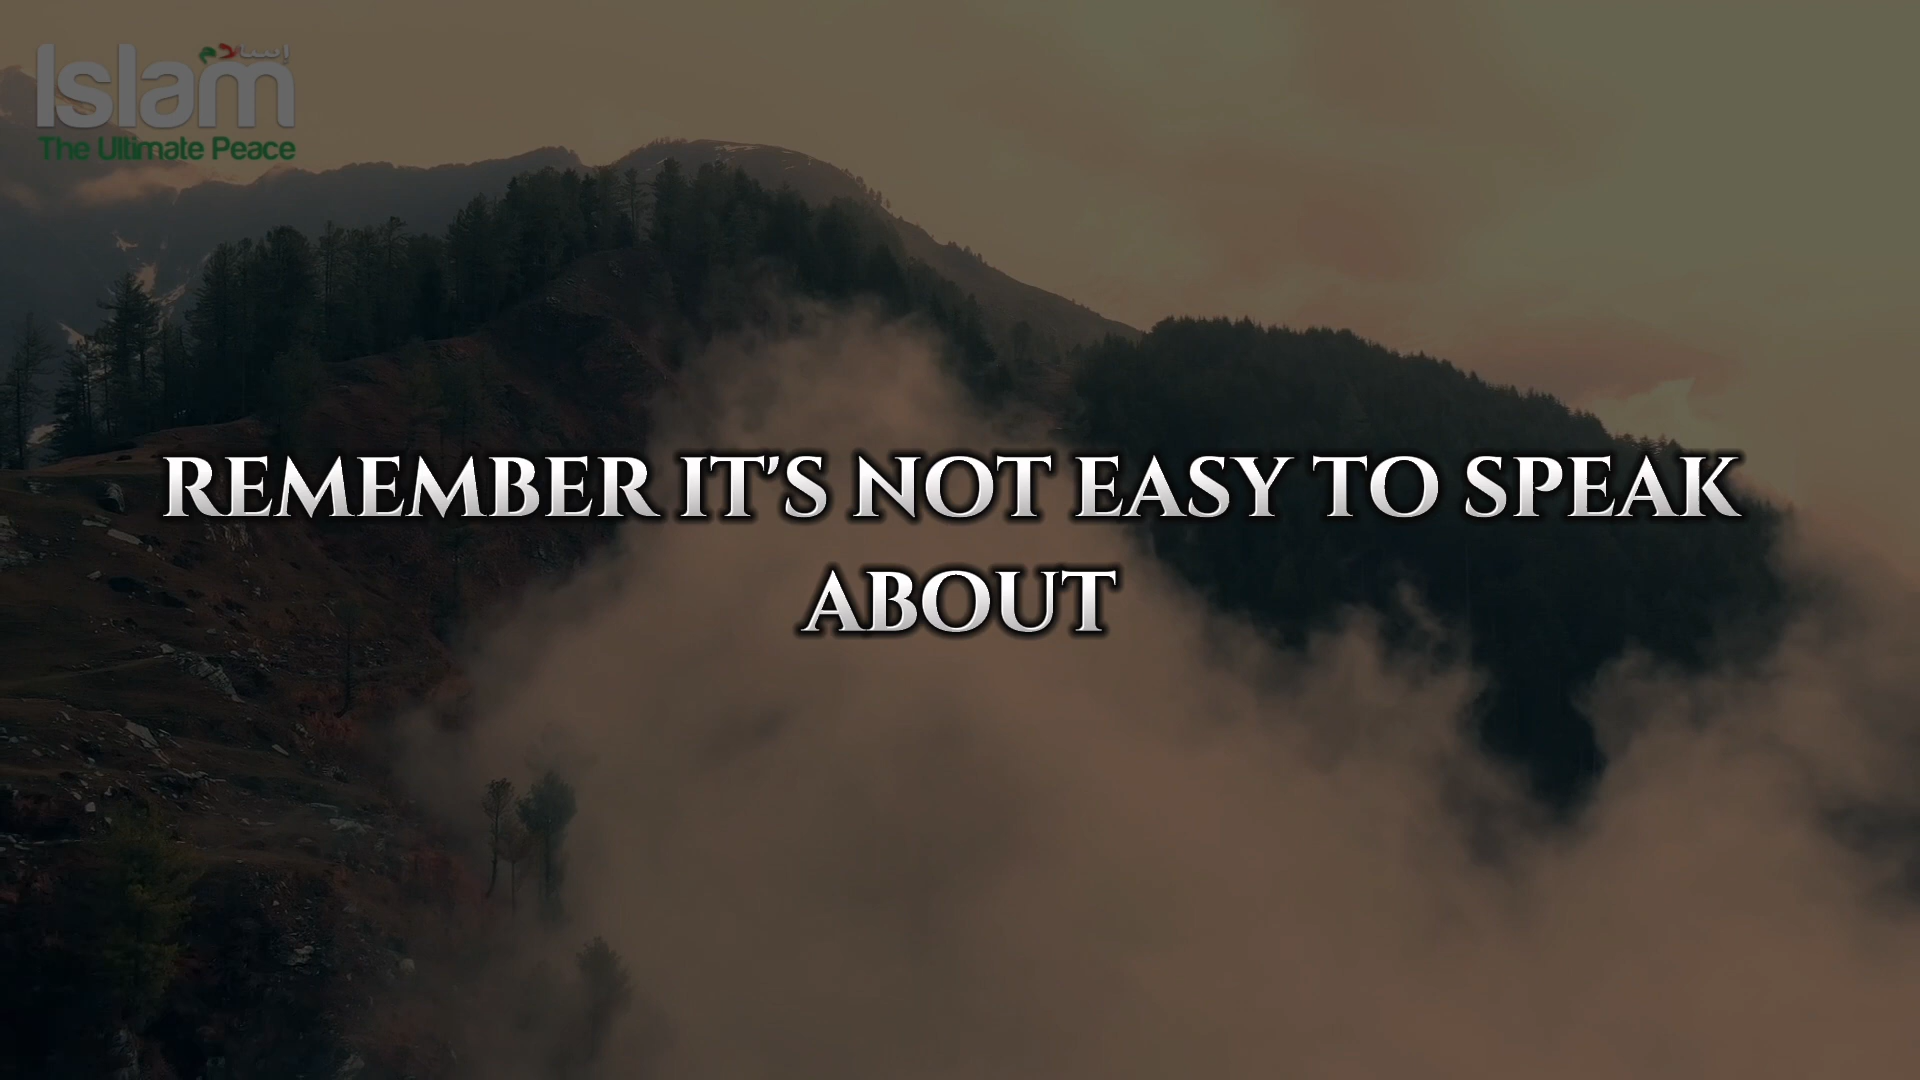 إسلام
Islam
The Ultimate Peace
REMEMBER IT'S NOT EASY TO SPEAK
ABOUT